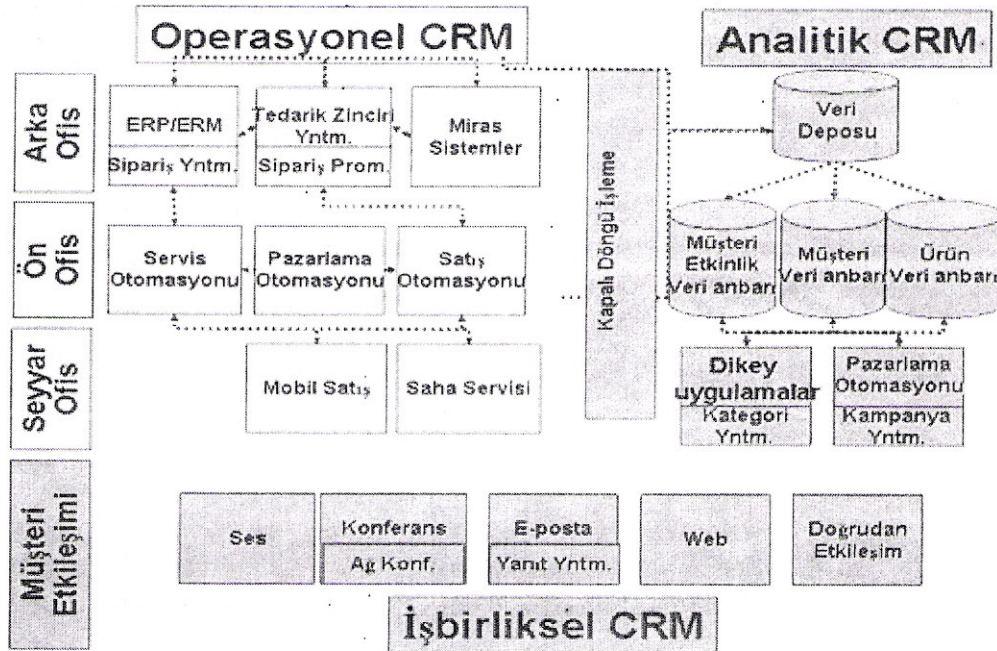 Operasyonel CRM
Analitik CRM
Arka
Ofis
ERP/ERM
Sipariş Yntm.
Tedarik Zinciri
Yntm.
Sipariş Prom.
Miras
Sistemler
Kapalı Döngü İşleme
Veri
Deposu
Ön
Ofis
Servis
Otomasyonu
Pazarlama
Otomasyonu
Satış
Otomasyonu
Müşteri
Etkinlik
Veri anbarı
Müşteri
Veri anbarı
Ürün
Veri anbarı
Seyyar
Ofis
Mobil Satış
Saha Servisi
Dikey
uygulamalar
Kategori
Yntm.
Pazarlama
Otomasyonu
Kampanya
Yntm.
Müşteri
Etkileşimi
Ses
Konferans
Ağ Konf.
E-posta
Yanıt Yntm.
Web
Doğrudan
Etkileşim
İşbirliksel CRM